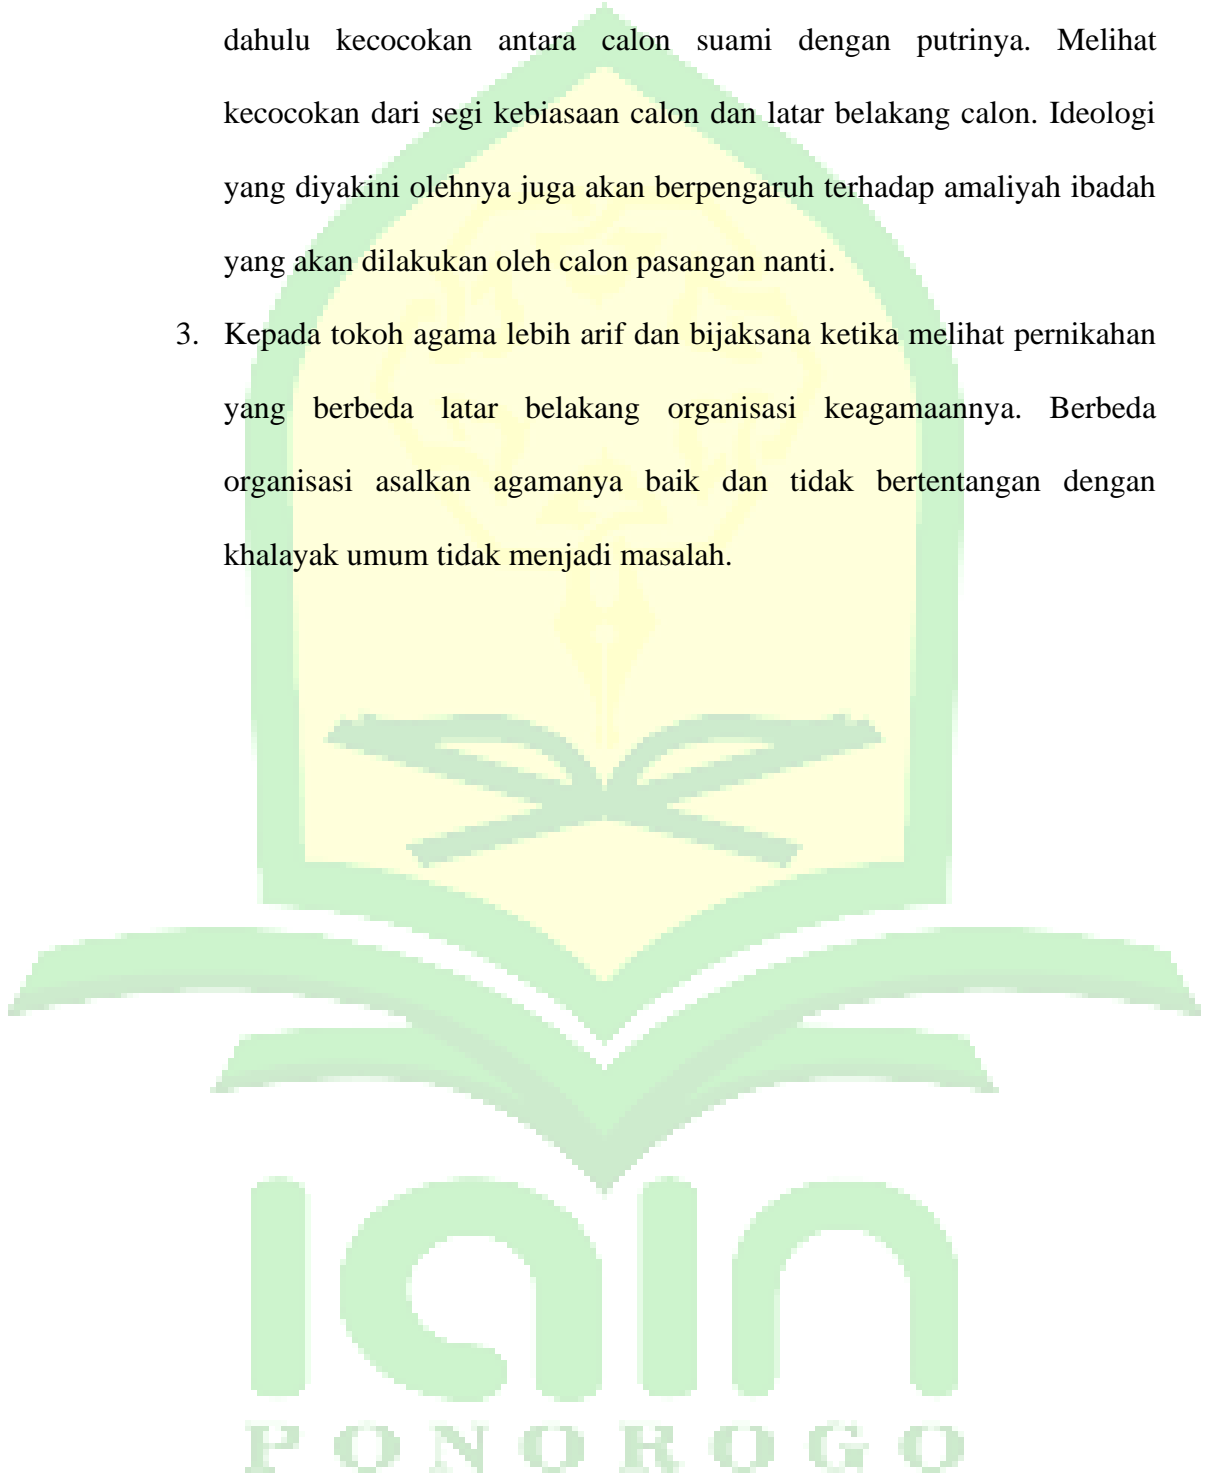 dahulu kecocokan antara calon suami dengan putrinya. Melihat
kecocokan dari segi kebiasaan calon dan latar belakang calon. Ideologi
yang diyakini olehnya juga akan berpengaruh terhadap amaliyah ibadah
yang akan dilakukan oleh calon pasangan nanti.
3. Kepada tokoh agama lebih arif dan bijaksana ketika melihat pernikahan
yang berbeda latar belakang organisasi keagamaannya. Berbeda
organisasi asalkan agamanya baik dan tidak bertentangan dengan
khalayak umum tidak menjadi masalah.
iain
PONOROGO